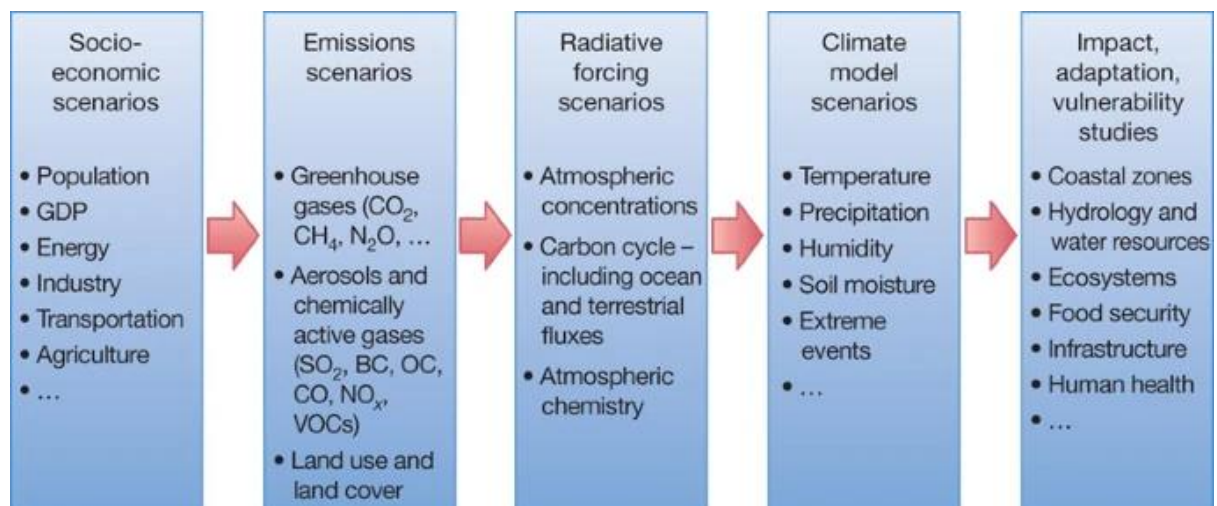 Socio-
economic
scenarios
• Population
• GDP
• Energy
• Industry
• Transportation
• Agriculture
• …
Emissions
scenarios
• Greenhouse
gases (CO₂,
CH₄, N₂O, …
• Aerosols and
chemically
active gases
(SO₂, BC, OC,
CO, NOₓ,
VOCs)
• Land use and
land cover
Radiative
forcing
scenarios
• Atmospheric
concentrations
• Carbon cycle –
including ocean
and terrestrial
fluxes
• Atmospheric
chemistry
Climate
model
scenarios
• Temperature
• Precipitation
• Humidity
• Soil moisture
• Extreme
events
• …
Impact,
adaptation,
vulnerability
studies
• Coastal zones
• Hydrology and
water resources
• Ecosystems
• Food security
• Infrastructure
• Human health
• …